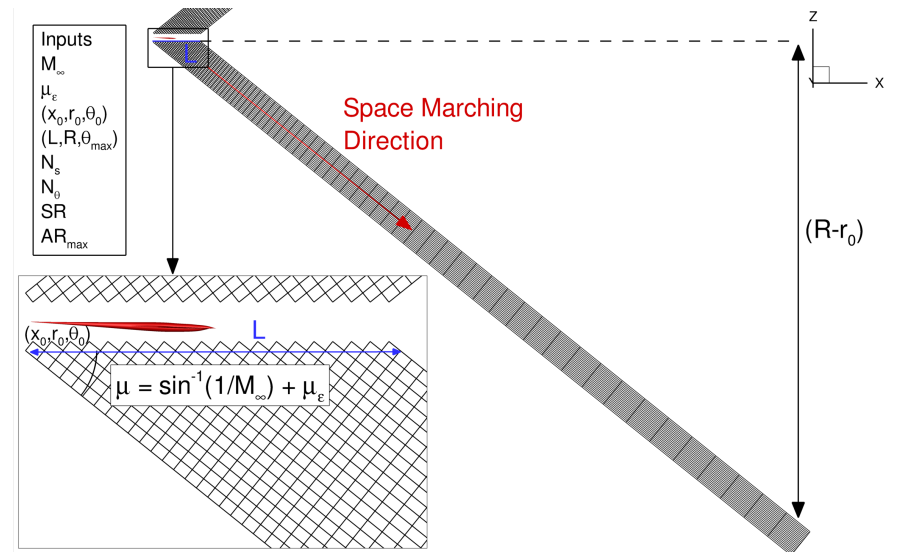 Inputs
M∞
με
(x0,r0,θ0)
(L,R,θmax)
Ns
Nθ
SR
ARmax
L
Space Marching
Direction
Z
X
(R-r0)
(x0,r0,θ0)
L
μ = sin-1(1/M∞) + με